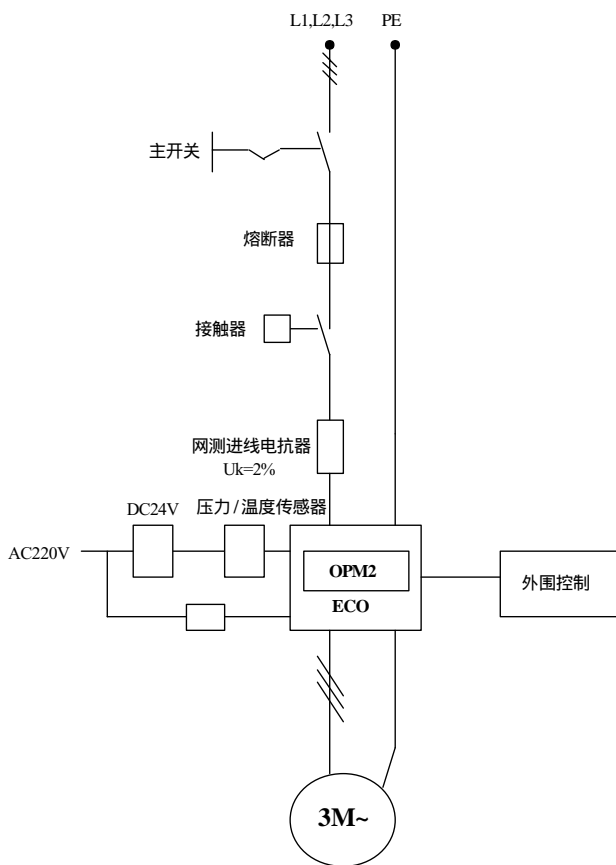 L1,L2,L3 PE
主开关
熔断器
接触器
网测进线电抗器
Uk=2%
DC24V 压力/温度传感器
AC220V
OPM2
ECO
外围控制
3M~